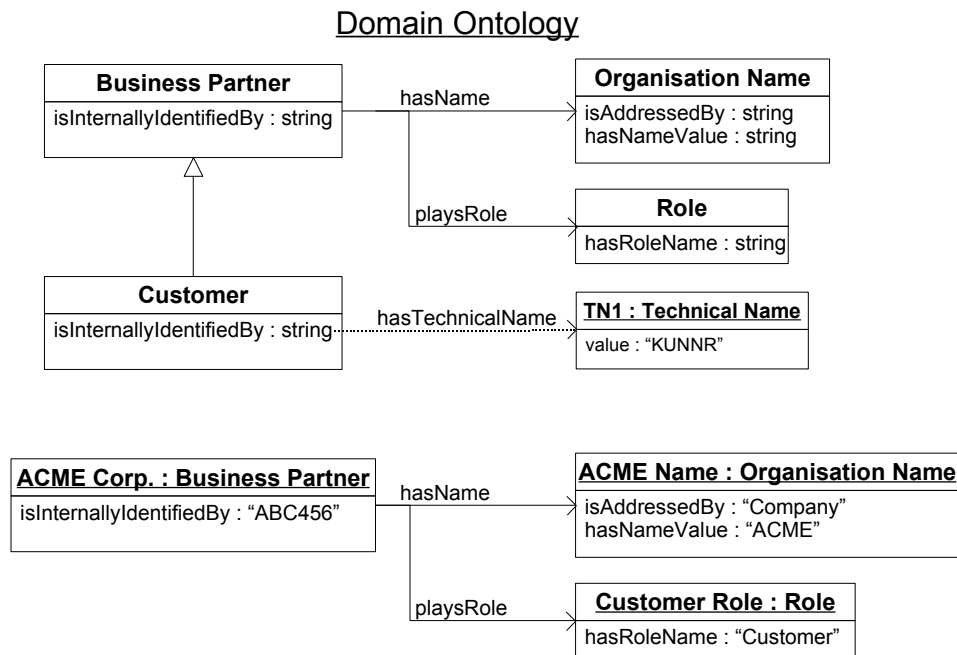 Domain Ontology
Business Partner
isInternallyIdentifiedBy : string
hasName
Organisation Name
isAddressedBy : string
hasNameValue : string
playsRole
Role
hasRoleName : string
Customer
isInternallyIdentifiedBy : string
hasTechnicalName
TN1 : Technical Name
value : “KUNNR”
ACME Corp. : Business Partner
isInternallyIdentifiedBy : “ABC456”
hasName
ACME Name : Organisation Name
isAddressedBy : “Company”
hasNameValue : “ACME”
playsRole
Customer Role : Role
hasRoleName : “Customer”